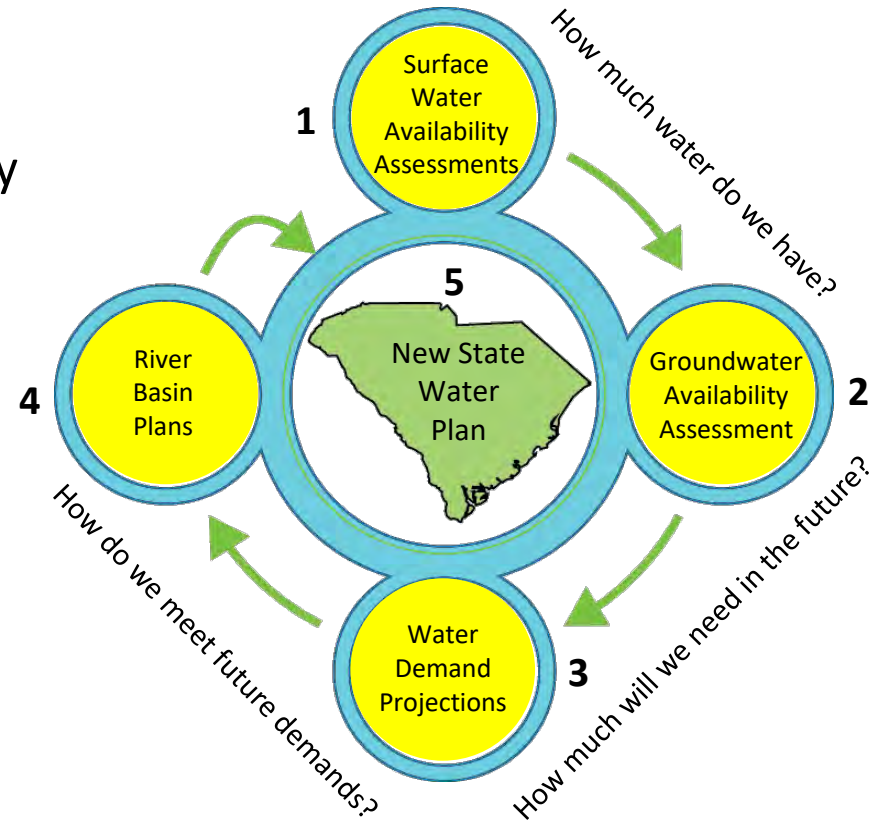 1
Surface
Water
Availability
Assessments
How much water do we have?
y
5
New State
Water
Plan
4
River
Basin
Plans
Groundwater
Availability
Assessment
2
How do we meet future demands?
Water
Demand
Projections
3
How much will we need in the future?